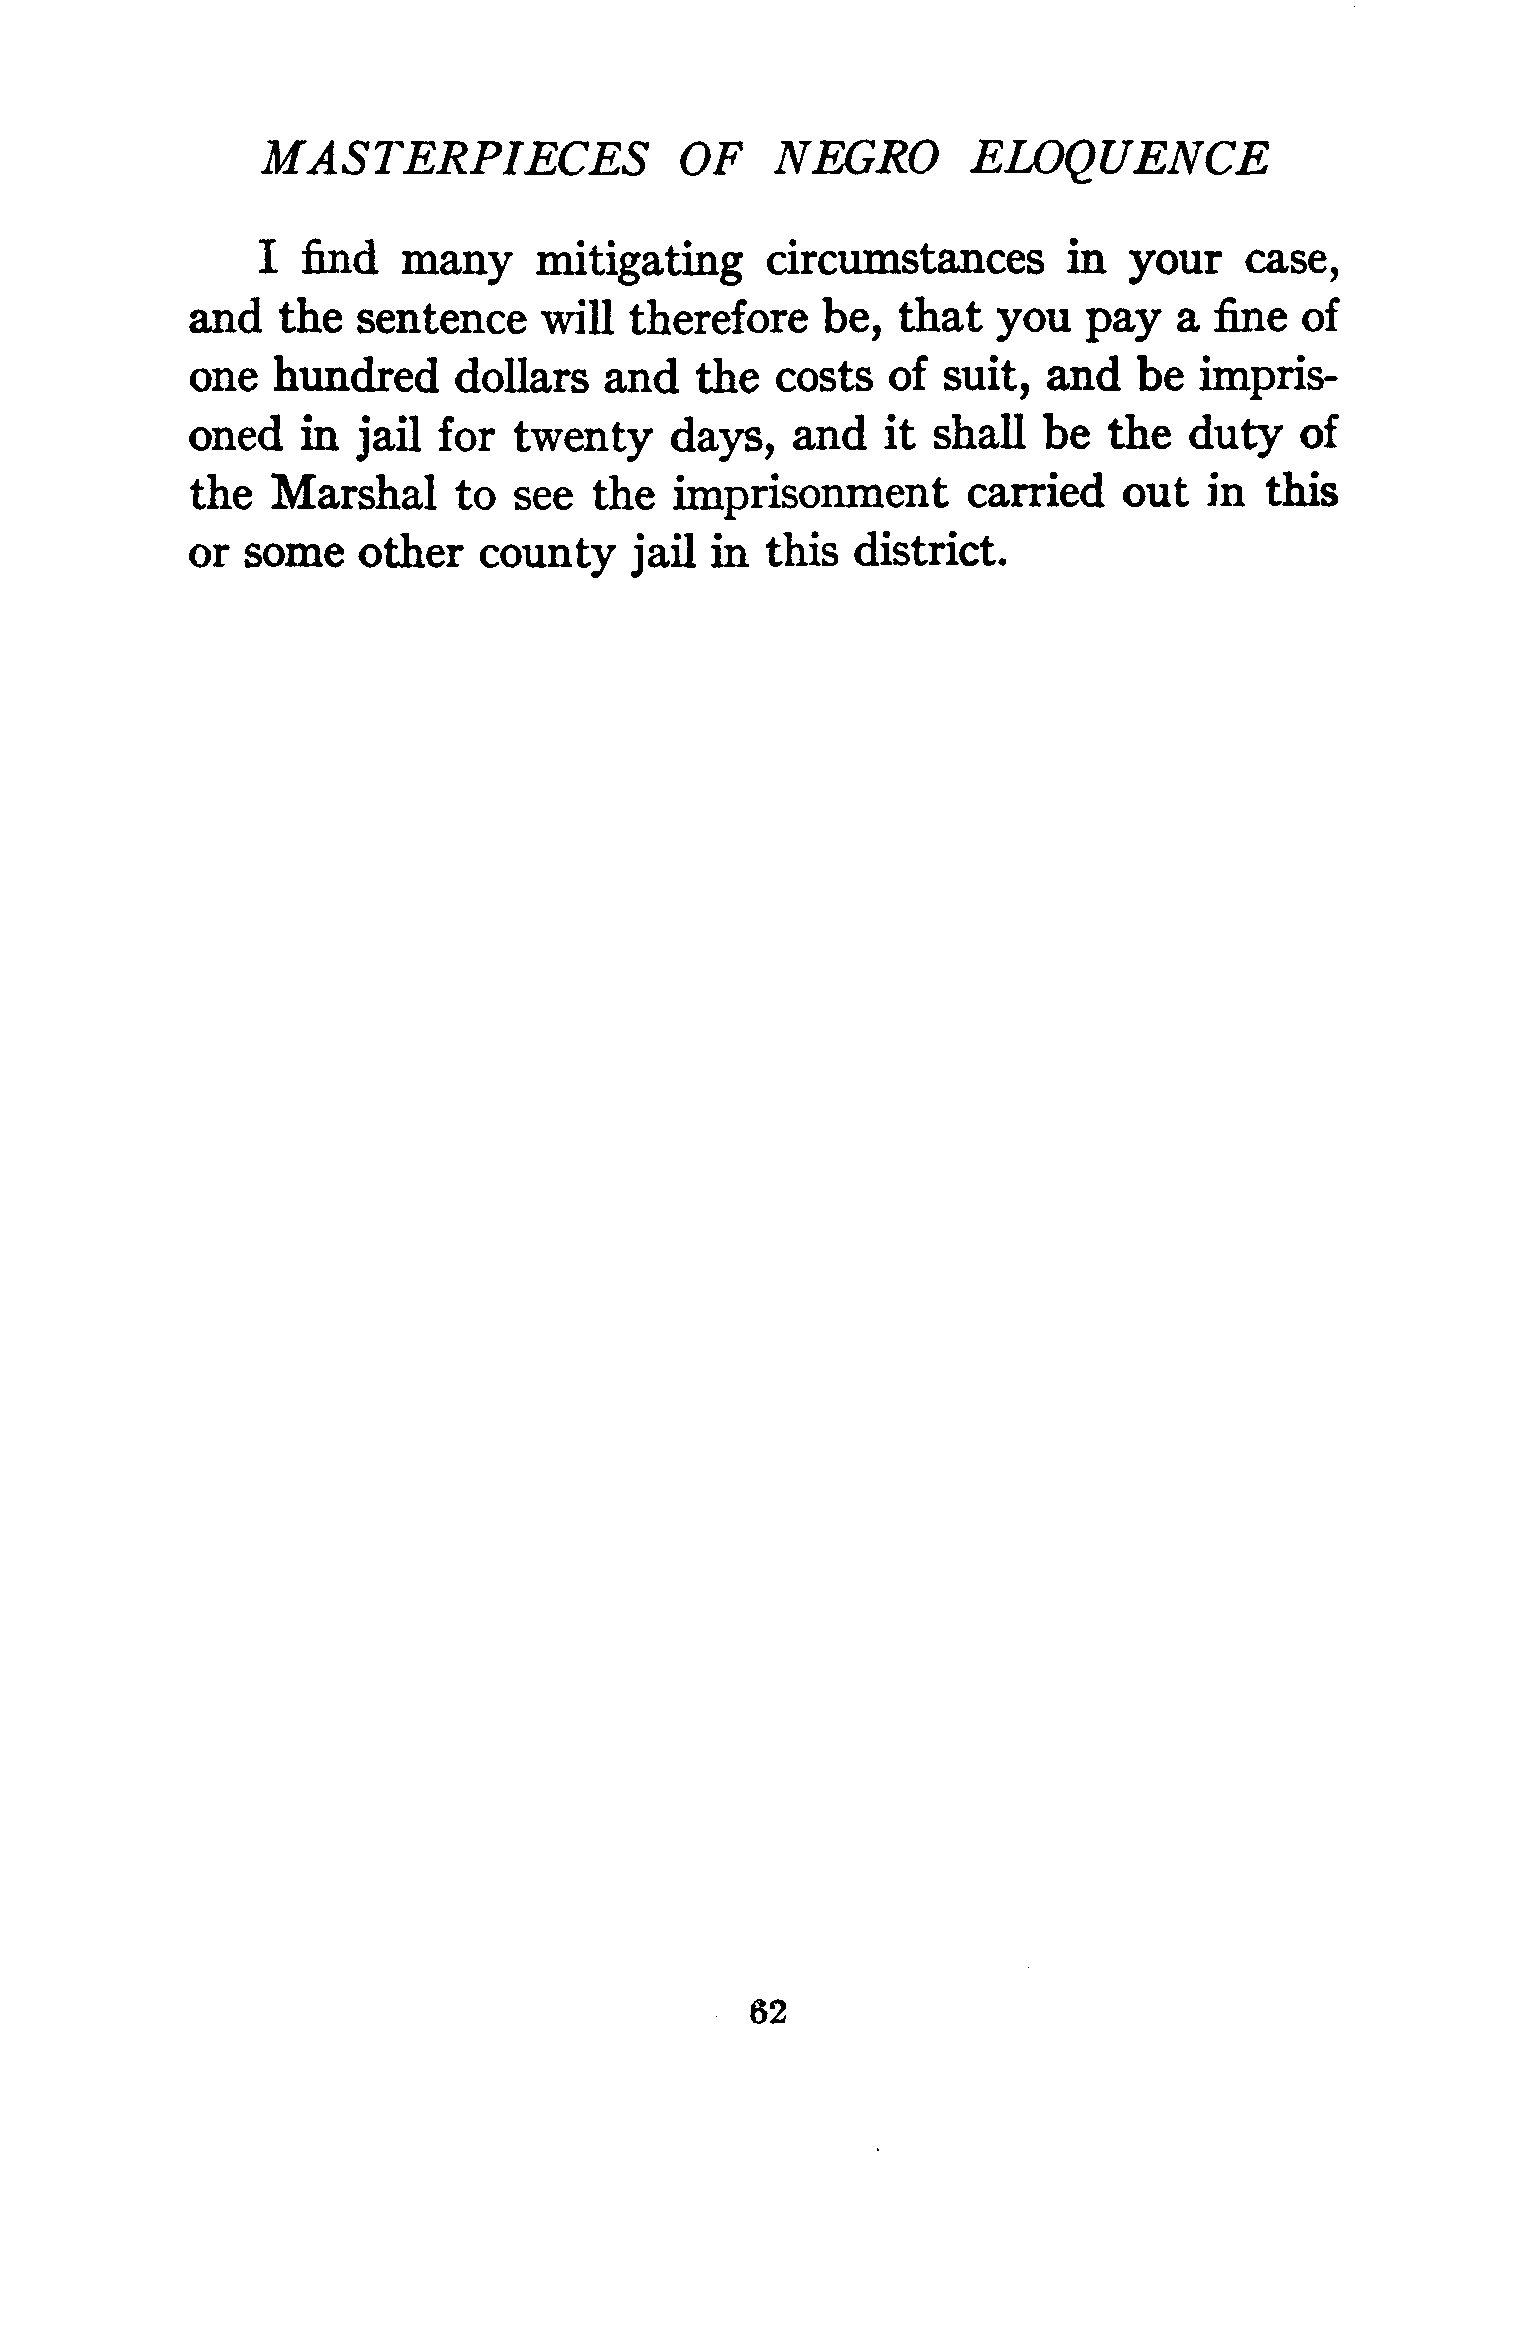 MASTERPIECES OF NEGRO ELOQUENCE
I find many mitigating circumstances in your case,
and the sentence will therefore be, that you pay a fine of
one hundred dollars and the costs of suit, and be impris-
oned in jail for twenty days, and it shall be the duty of
the Marshal to see the imprisonment carried out in this
or some other county jail in this district.
62